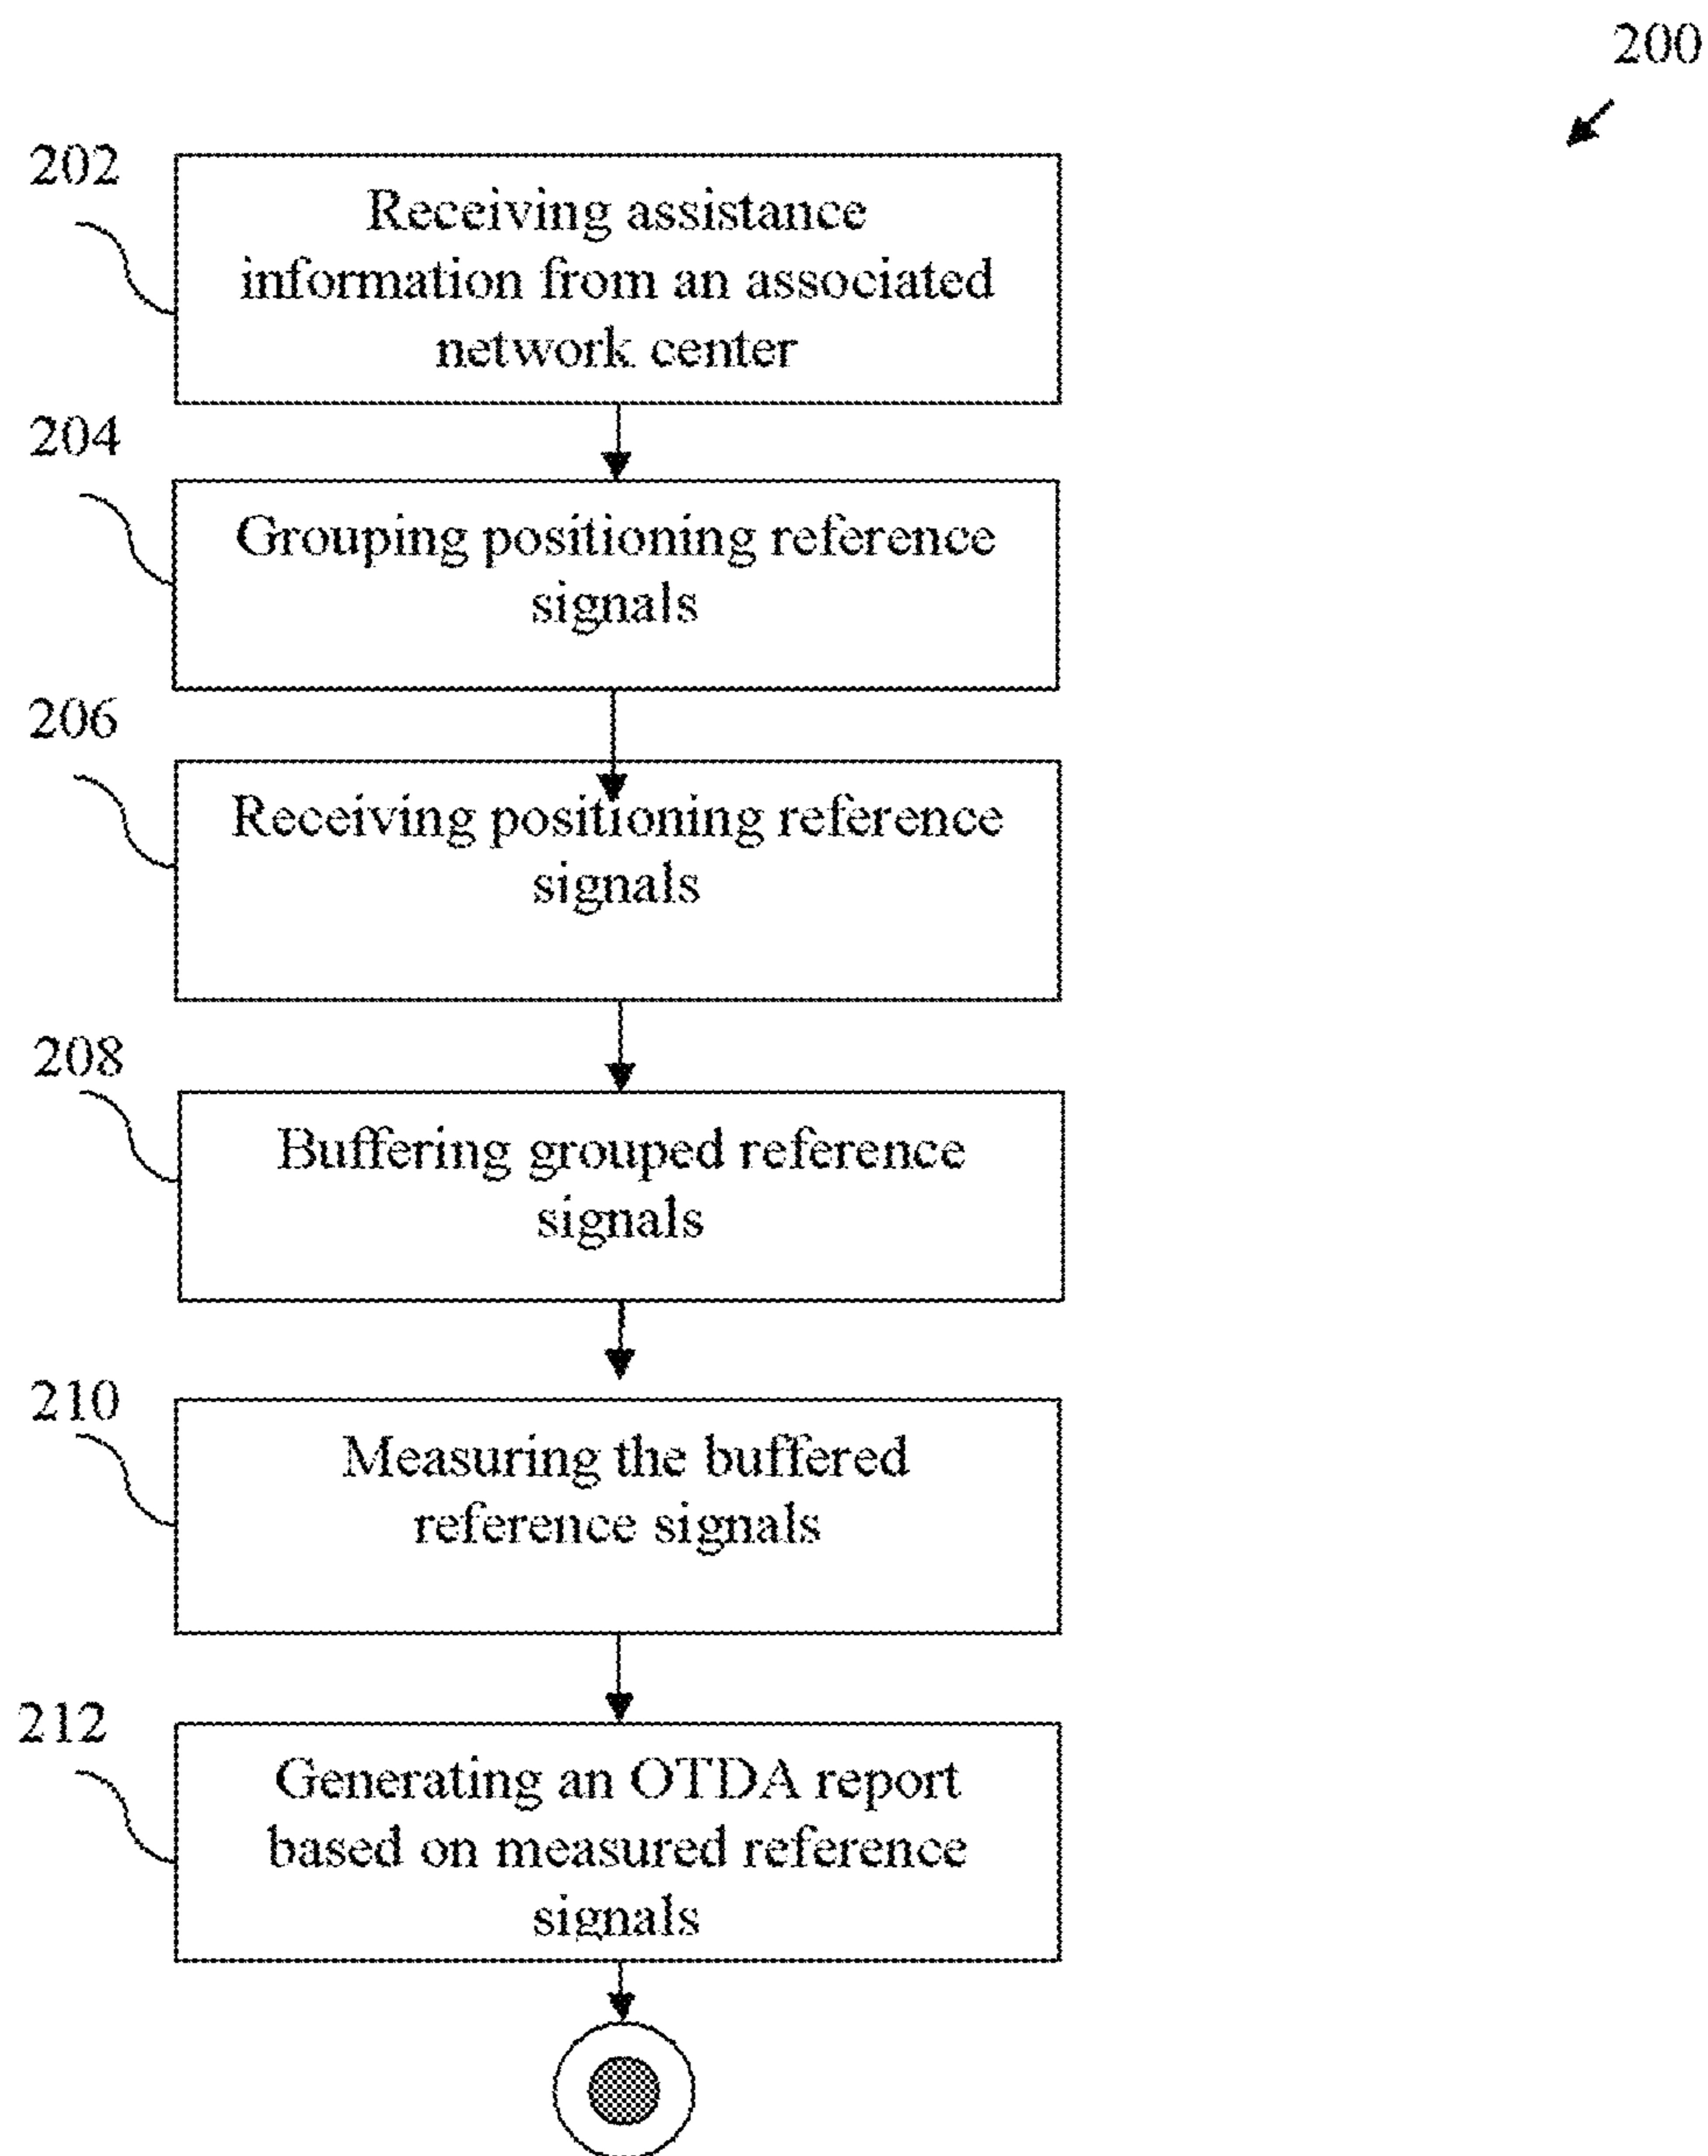 200
202
Receiving assistance
information from an associated
network center
204
Grouping positioning reference
signals
206
Receiving positioning reference
signals
208
Buffering grouped reference
signals
210
Measuring the buffered
reference signals
212
Generating an OTDA report
based on measured reference
signals